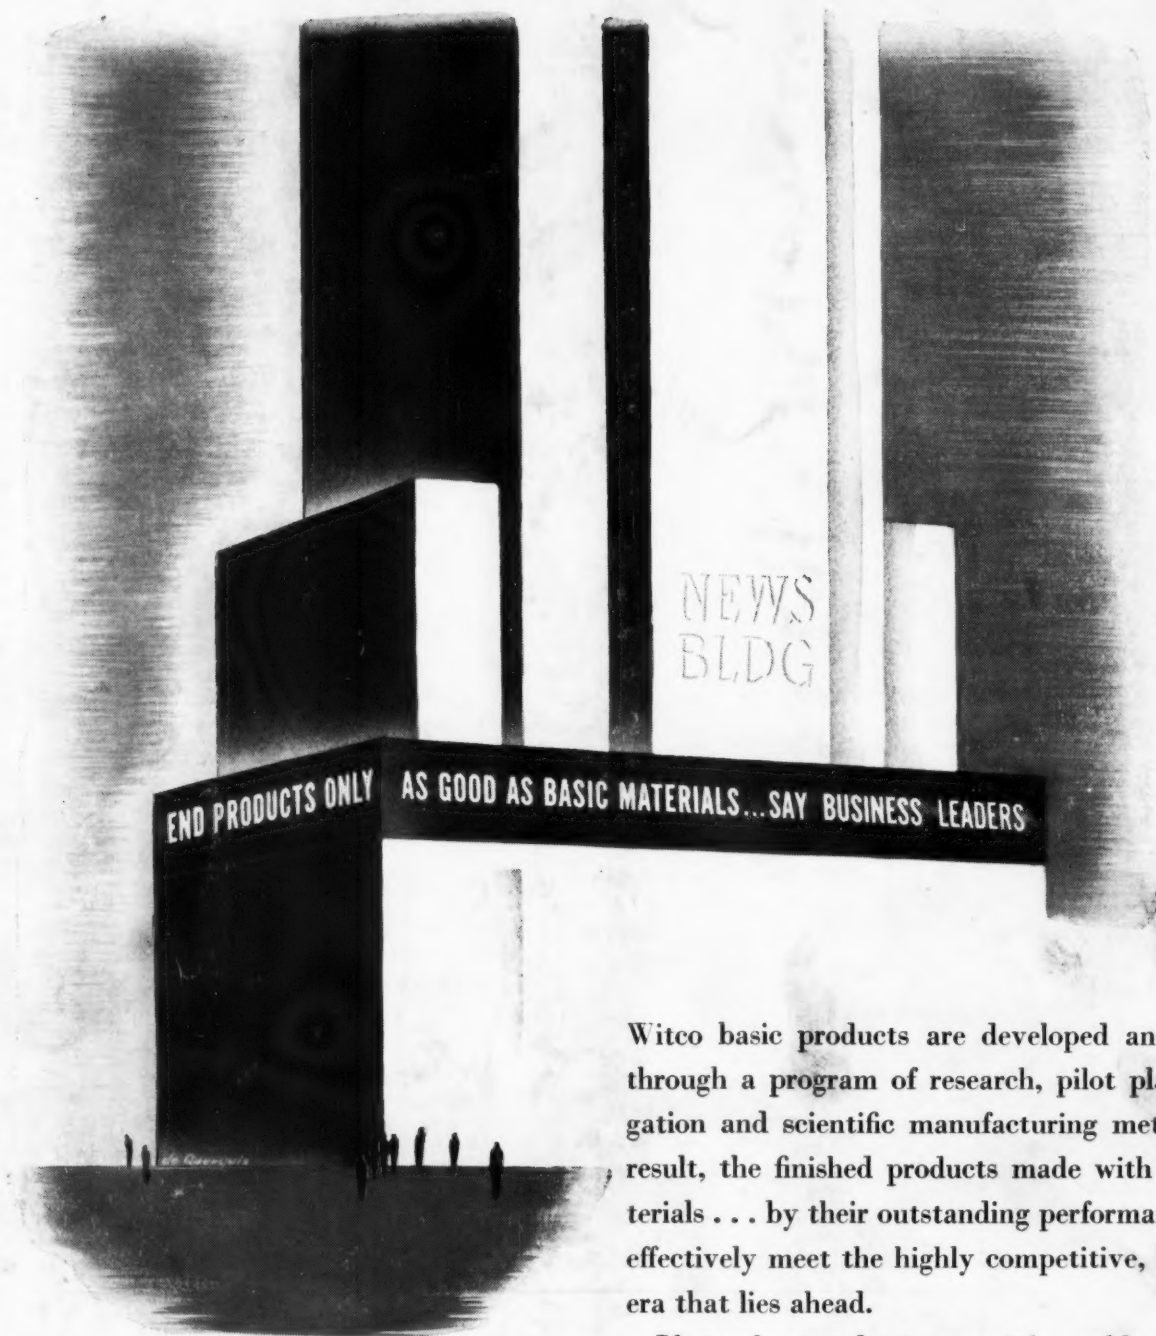 NEWS
BLDG
END PRODUCTS ONLY AS GOOD AS BASIC MATERIALS...SAY BUSINESS LEADERS
de Querquis
Witco basic products are developed an
through a program of research, pilot pl
gation and scientific manufacturing met
result, the finished products made with
terials . . . by their outstanding performa
effectively meet the highly competitive,
era that lies ahead.